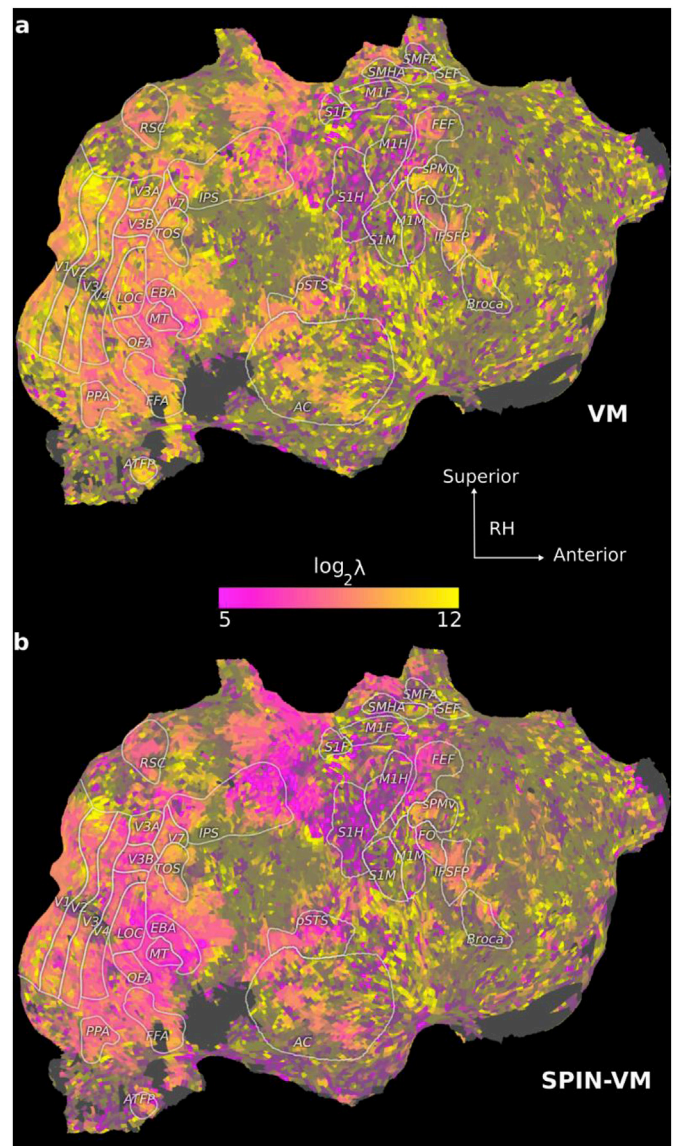 a
SMFA
SMHA
SEF
M1F
RSC
S1F
FEF
M1H
sPMv
V3A
IPS
S1H
FO
V7
V3B
TOS
M1M
IFSFP
S1M
V1
V2
V3
V4
LOC
EBA
pSTS
Broca
MT
OFA
PPA
FFA
AC
VM
ATFP
Superior
RH
Anterior
log2λ
5
12
b
SMFA
SMHA
SEF
M1F
S1F
RSC
FEF
M1H
sPMv
V3A
IPS
S1H
FO
V7
V3B
M1M
TOS
IFSFP
S1M
V1
V2
V3
V4
LOC
EBA
pSTS
Broca
MT
OFA
PPA
FFA
AC
SPIN-VM
ATFP